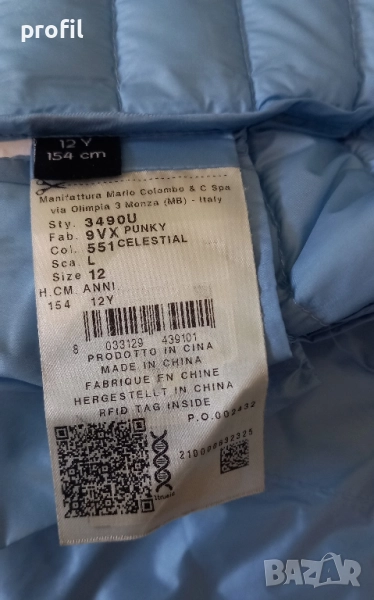 profil
12 Y
154 cm
Manifattura Mario Colombo & C Spa
via Olimpia 3 Monza (MB) - Italy
Sty. 3490U
Fab. 9VX PUNKY
Col. 551 CELESTIAL
Sca. L
Size 12
H.CM. ANNI.
154 12Y
8 033129 439101
PRODOTTO IN CINA
MADE IN CHINA
FABRIQUE EN CHINE
HERGESTELLT IN CHINA
RFID TAG INSIDE
P.O.002432
BAZAR